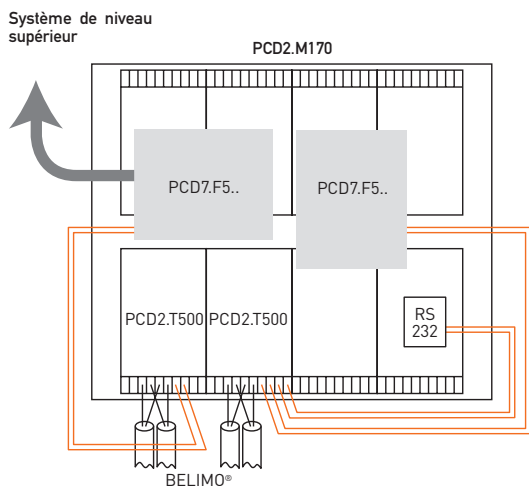 Système de niveau
supérieur
PCD2.M170
PCD7.F5..
PCD7.F5..
PCD2.T500
PCD2.T500
RS
232
BELIMO®